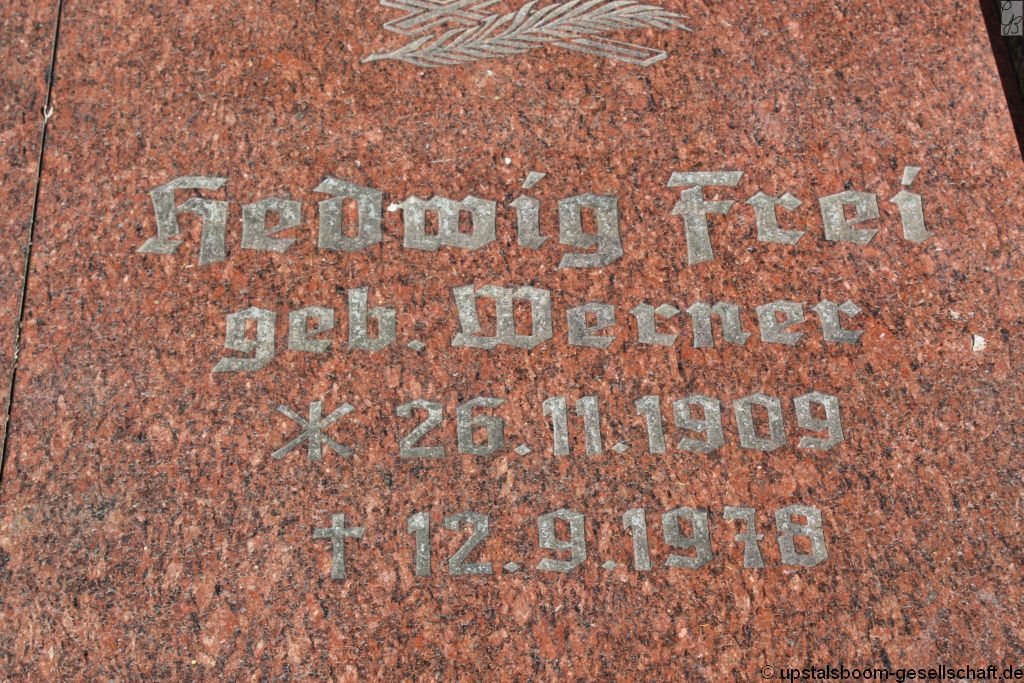 Hedwig Frei
geb. Werner
* 26.11.1909
† 12.9.1978
© upstalsboom-gesellschaft.de